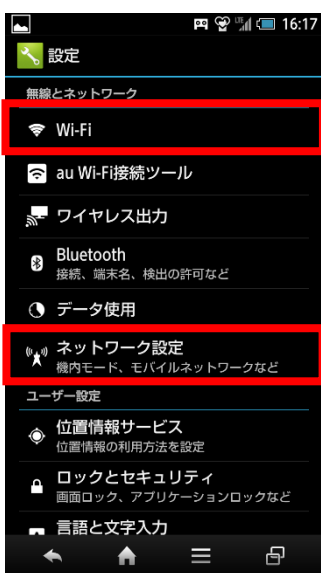 LTE 16:17
設定
無線とネットワーク
Wi-Fi
au Wi-Fi接続ツール
ワイヤレス出力
Bluetooth
接続、端末名、検出の許可など
データ使用
ネットワーク設定
機内モード、モバイルネットワークなど
ユーザー設定
位置情報サービス
位置情報の利用方法を設定
ロックとセキュリティ
画面ロック、アプリケーションロックなど
言語と文字入力